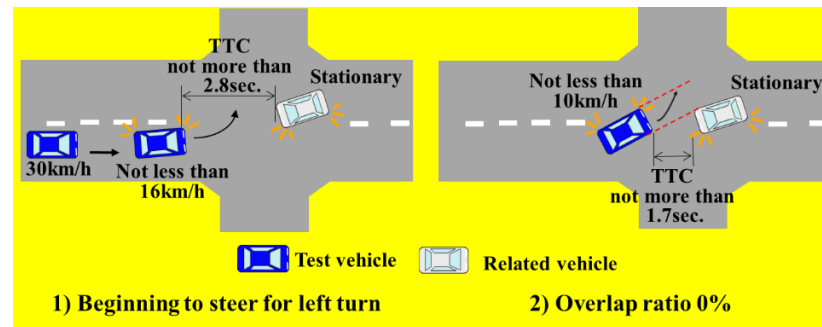 TTC
not more than
2.8sec.
Stationary
30km/h
Not less than
16km/h
Not less than
10km/h
Stationary
TTC
not more than
1.7sec.
Test vehicle
Related vehicle
1) Beginning to steer for left turn
2) Overlap ratio 0%